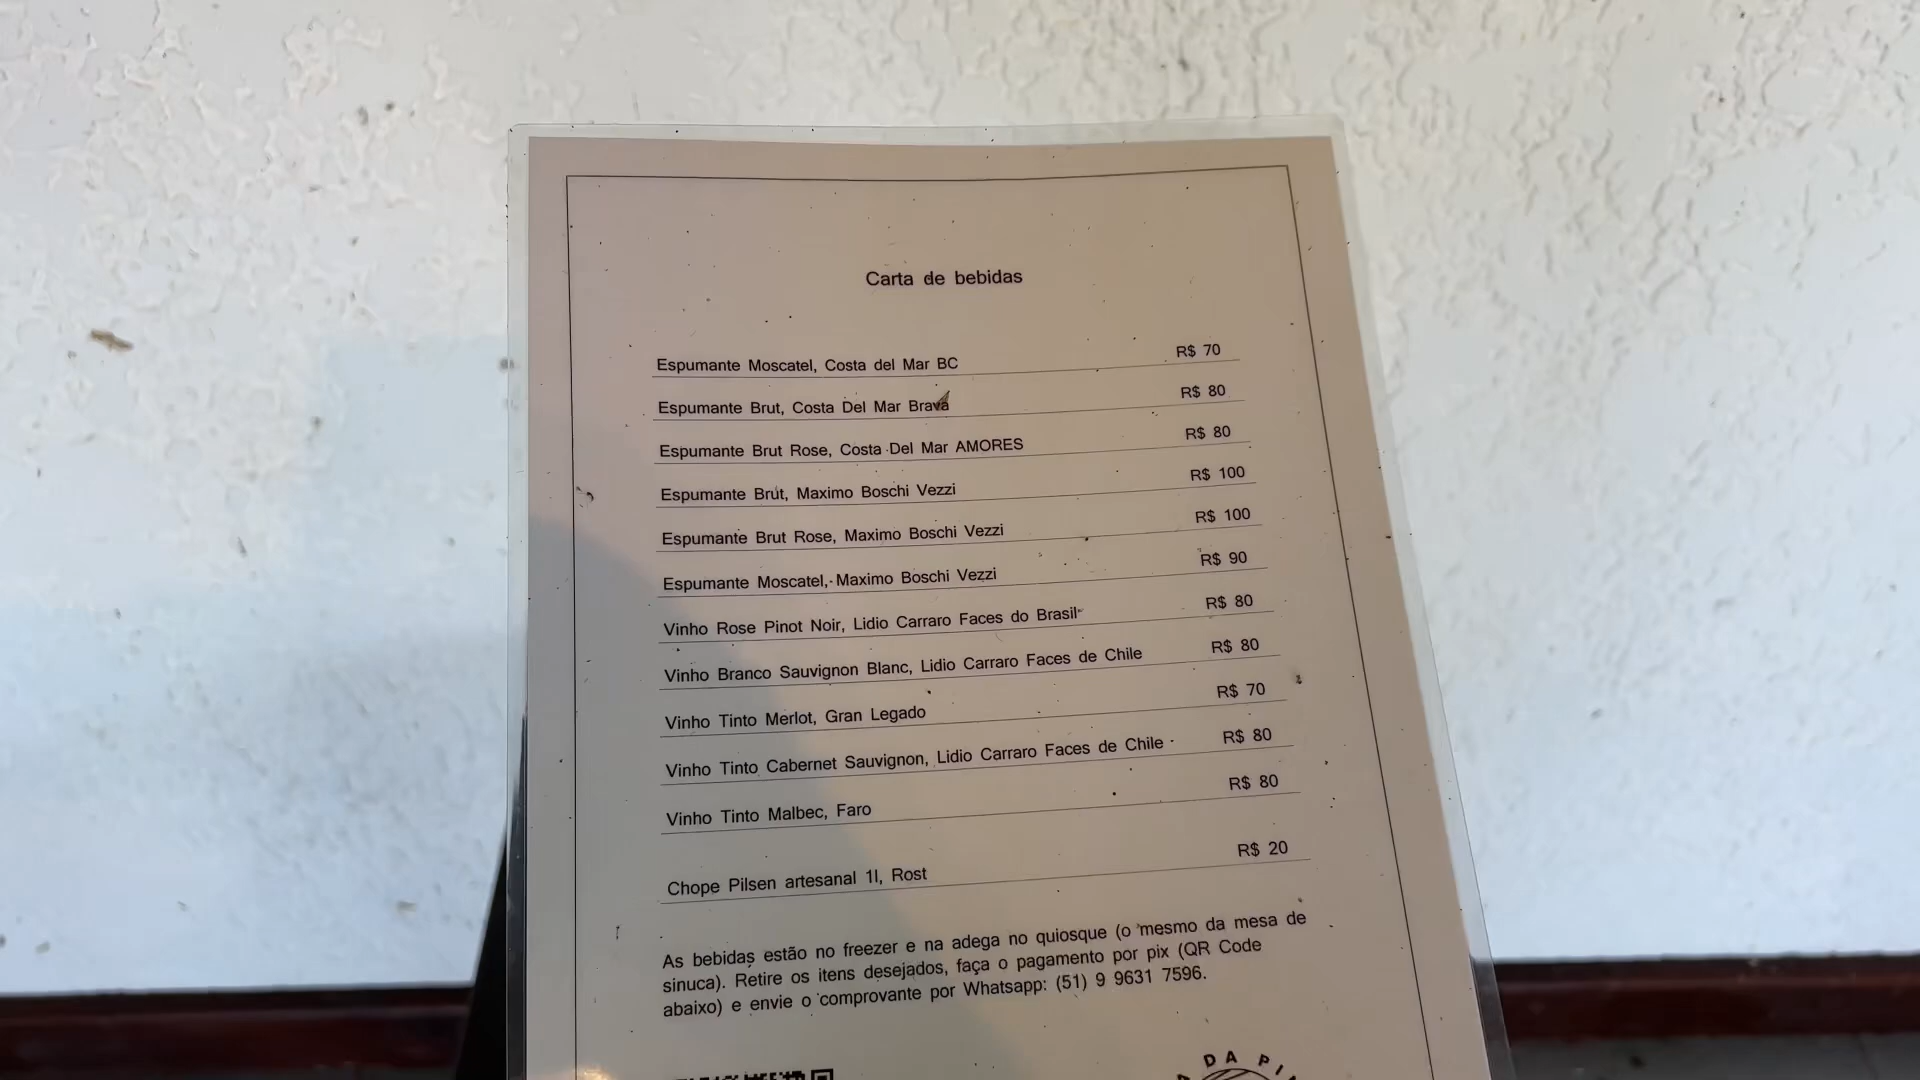 Carta de bebidas
Espumante Moscatel, Costa del Mar BC R$ 70
Espumante Brut, Costa Del Mar Brava R$ 80
Espumante Brut Rose, Costa Del Mar AMORES R$ 80
Espumante Brut, Maximo Boschi Vezzi R$ 100
Espumante Brut Rose, Maximo Boschi Vezzi R$ 100
Espumante Moscatel, Maximo Boschi Vezzi R$ 90
Vinho Rose Pinot Noir, Lidio Carraro Faces do Brasil R$ 80
Vinho Branco Sauvignon Blanc, Lidio Carraro Faces de Chile R$ 80
Vinho Tinto Merlot, Gran Legado R$ 70
Vinho Tinto Cabernet Sauvignon, Lidio Carraro Faces de Chile R$ 80
Vinho Tinto Malbec, Faro R$ 80
Chope Pilsen artesanal 1l, Rost R$ 20
As bebidas estão no freezer e na adega no quiosque (o mesmo da mesa de
sinuca). Retire os itens desejados, faça o pagamento por pix (QR Code
abaixo) e envie o comprovante por Whatsapp: (51) 9 9631 7596.
DA